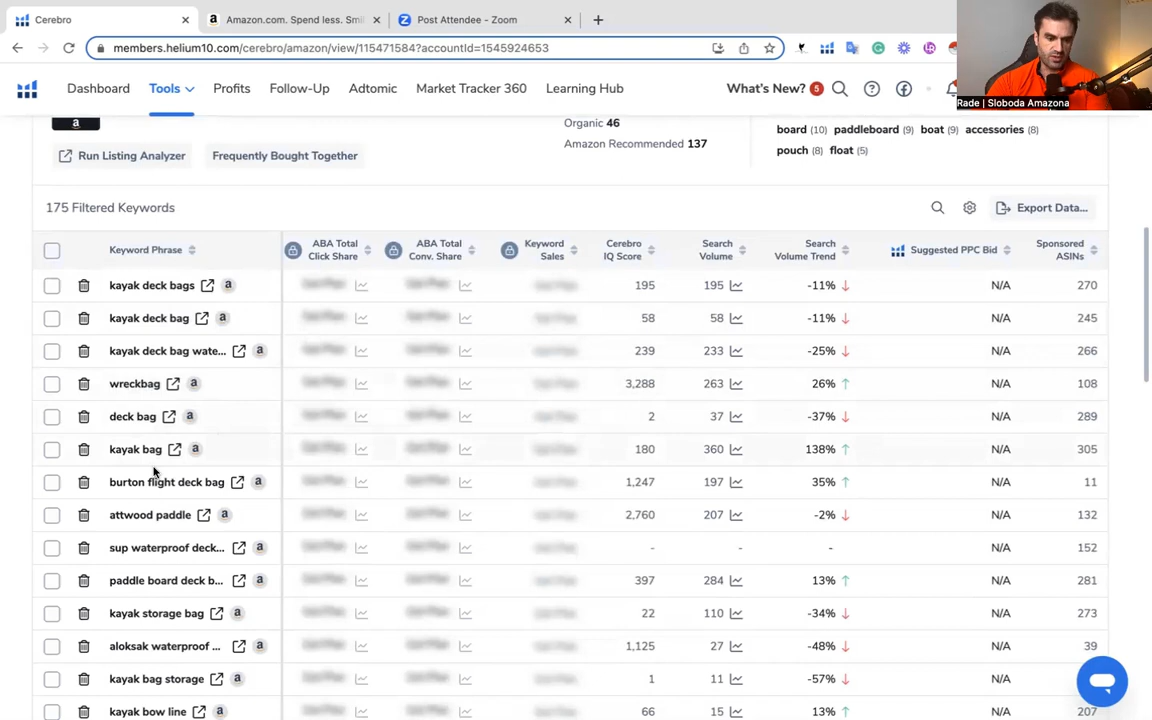 Cerebro
Amazon.com. Spend less. Smi
Post Attendee - Zoom
members.helium10.com/cerebro/amazon/view/115471584?accountId=1545924653
Dashboard Tools Profits Follow-Up Adtomic Market Tracker 360 Learning Hub What's New? 5
Rade | Sloboda Amazona
Run Listing Analyzer Frequently Bought Together
Organic 46
Amazon Recommended 137
board (10) paddleboard (9) boat (9) accessories (8)
pouch (8) float (5)
175 Filtered Keywords Export Data...
Keyword Phrase ABA Total Click Share ABA Total Conv. Share Keyword Sales Cerebro IQ Score Search Volume Search Volume Trend Suggested PPC Bid Sponsored ASINs
kayak deck bags 195 195 -11% N/A 270
kayak deck bag 58 58 -11% N/A 245
kayak deck bag wate... 239 233 -25% N/A 266
wreckbag 3,288 263 26% N/A 108
deck bag 2 37 -37% N/A 289
kayak bag 180 360 138% N/A 305
burton flight deck bag 1,247 197 35% N/A 11
attwood paddle 2,760 207 -2% N/A 132
sup waterproof deck... - - - N/A 152
paddle board deck b... 397 284 13% N/A 281
kayak storage bag 22 110 -34% N/A 273
aloksak waterproof ... 1,125 27 -48% N/A 39
kayak bag storage 1 11 -57% N/A
kayak bow line 66 15 13% N/A 207